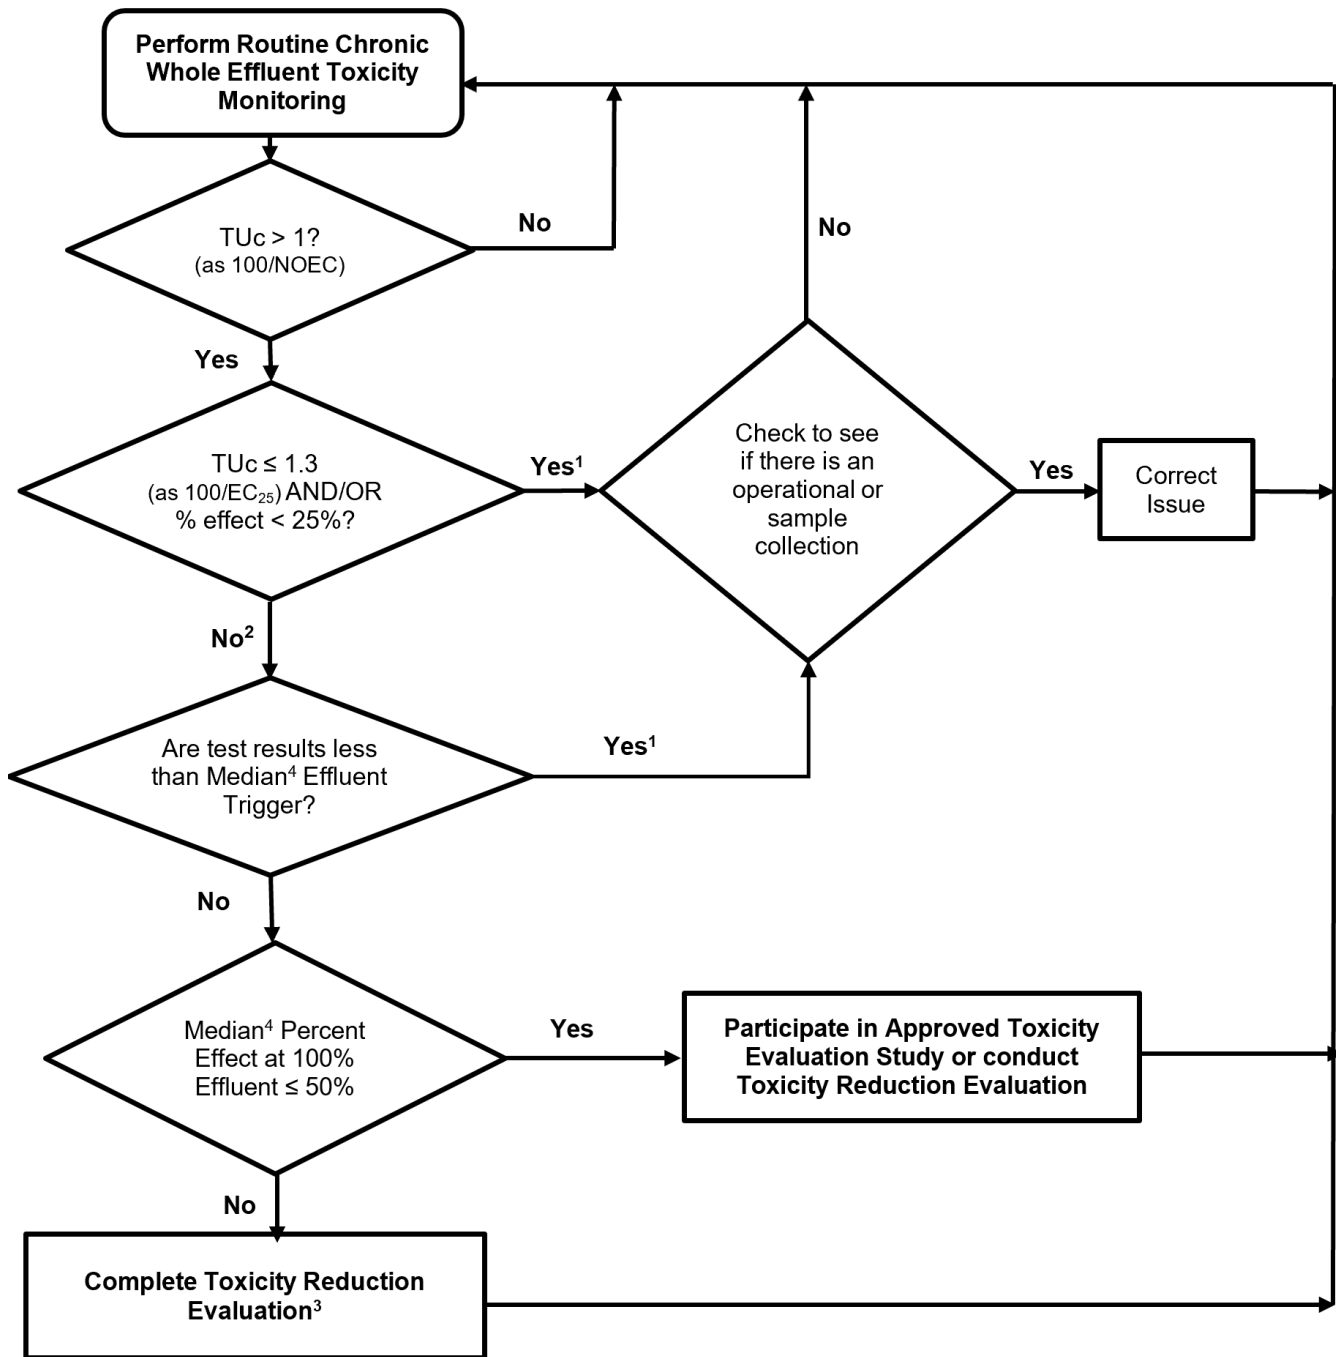 Perform Routine Chronic
Whole Effluent Toxicity
Monitoring
TUc > 1?
(as 100/NOEC)
No
Yes
No
TUc ≤ 1.3
(as 100/EC₂₅) AND/OR
% effect < 25%?
Yes¹
Check to see
if there is an
operational or
sample
collection
Yes
Correct
Issue
No²
Are test results less
than Median⁴ Effluent
Trigger?
Yes¹
No
Median⁴ Percent
Effect at 100%
Effluent ≤ 50%
Yes
Participate in Approved Toxicity
Evaluation Study or conduct
Toxicity Reduction Evaluation
No
Complete Toxicity Reduction
Evaluation³